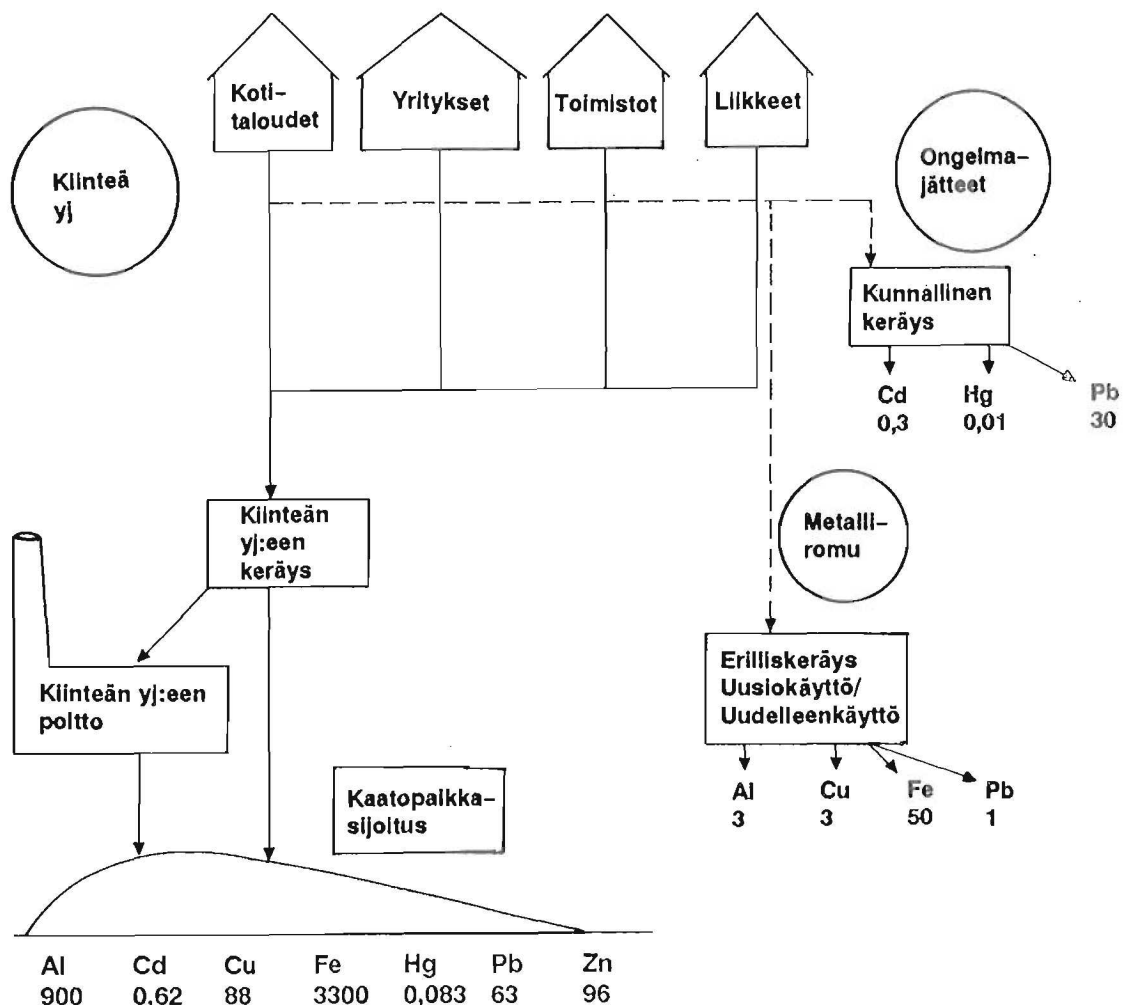 Koti-
taloudet
Yritykset
Toimistot
Liikkeet
Kiinteä
yj
Ongelma-
jätteet
Kunnallinen
keräys
Cd
0,3
Hg
0,01
Pb
30
Kiinteän
yj:een
keräys
Metalli-
romu
Kiinteän yj:een
poltto
Erilliskeräys
Uusiokäyttö/
Uudelleenkäyttö
Al
3
Cu
3
Fe
50
Pb
1
Kaatopaikka-
sijoitus
Al Cd Cu Fe Hg Pb Zn
900 0.62 88 3300 0,083 63 96